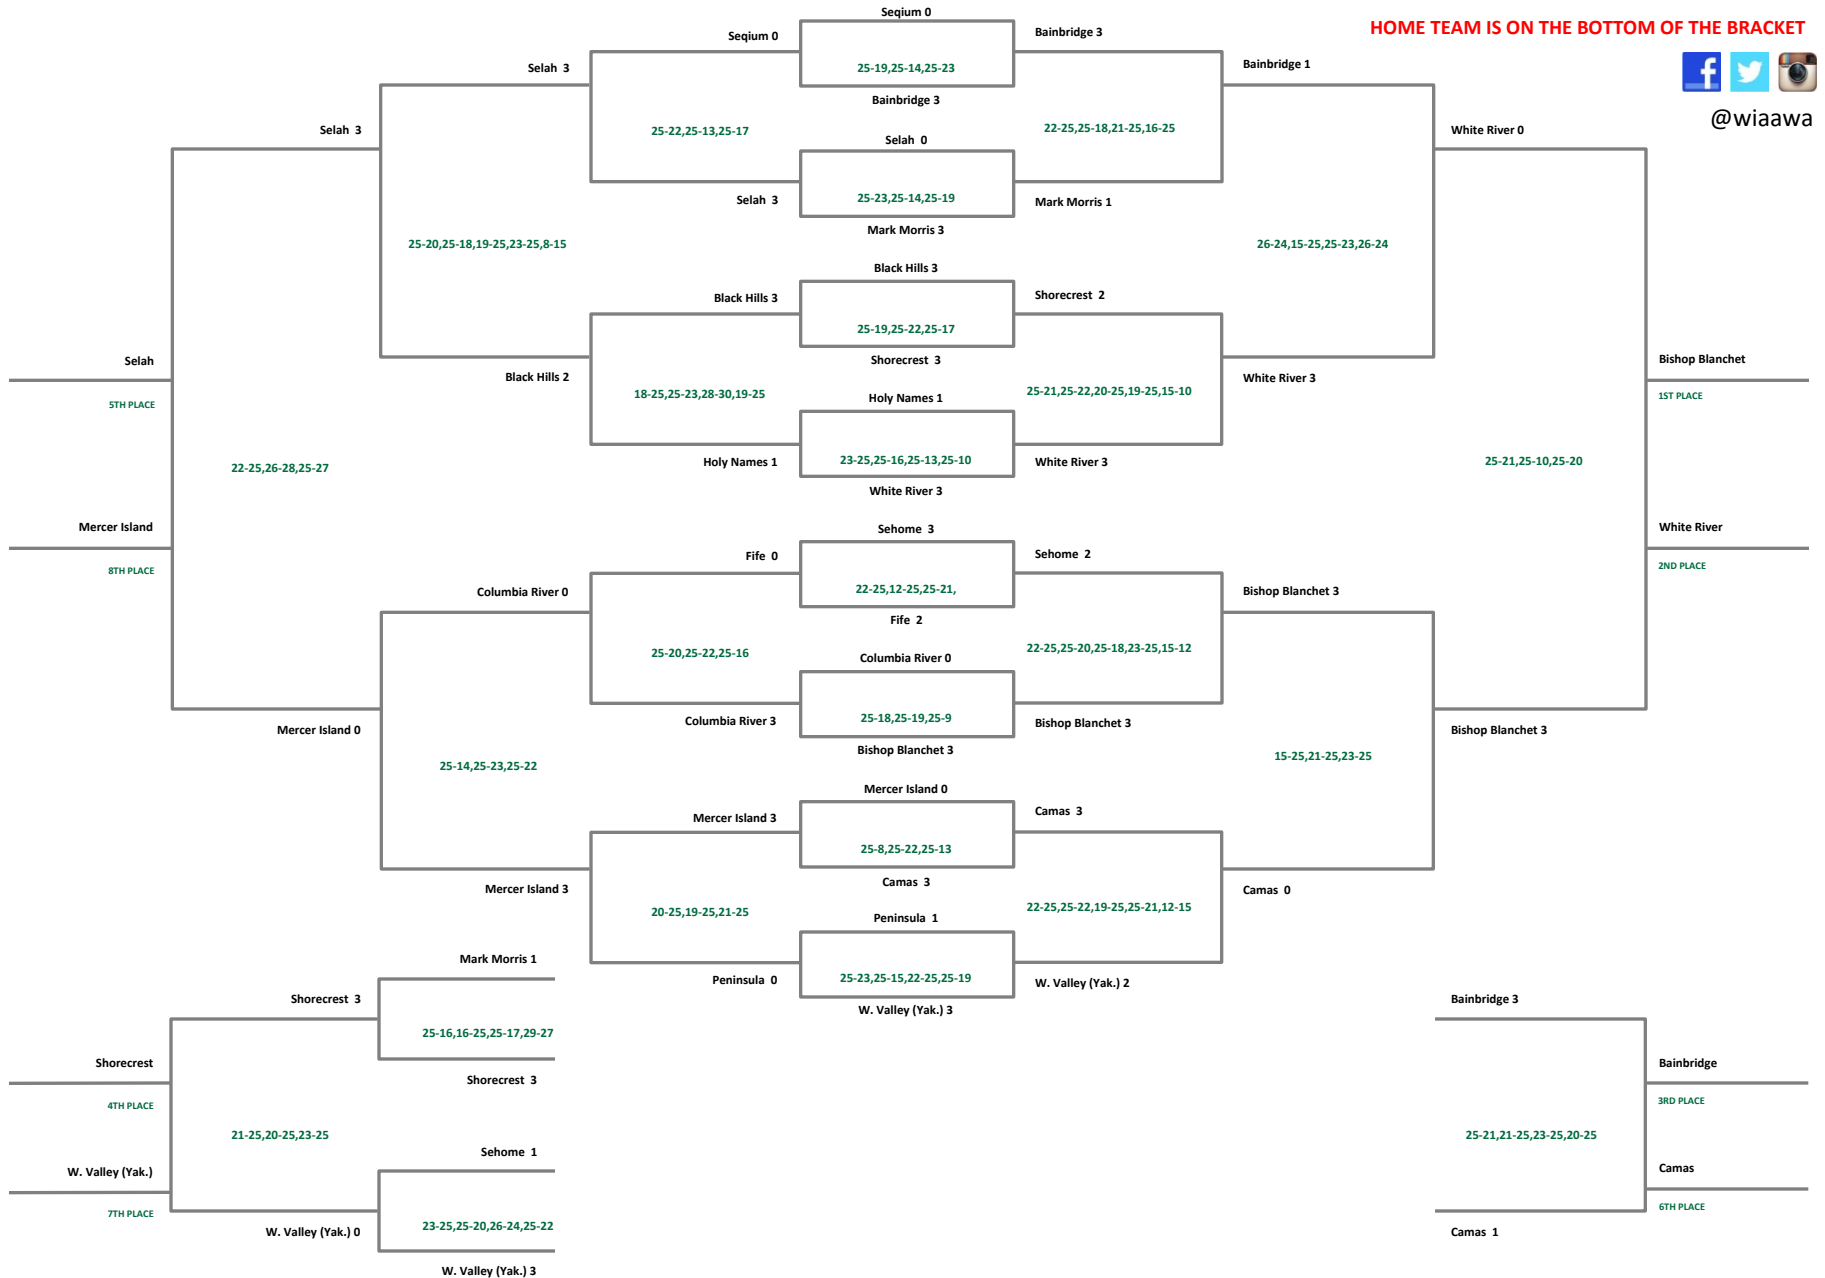 Seqium 0
HOME TEAM IS ON THE BOTTOM OF THE BRACKET
Seqium 0
Bainbridge 3
Selah 3
25-19,25-14,25-23
Bainbridge 1
Bainbridge 3
@wiaawa
Selah 3
25-22,25-13,25-17
22-25,25-18,21-25,16-25
White River 0
Selah 0
Selah 3
25-23,25-14,25-19
Mark Morris 1
Mark Morris 3
25-20,25-18,19-25,23-25,8-15
26-24,15-25,25-23,26-24
Black Hills 3
Black Hills 3
Shorecrest 2
25-19,25-22,25-17
Selah
Shorecrest 3
Bishop Blanchet
Black Hills 2
White River 3
5TH PLACE
18-25,25-23,28-30,19-25
Holy Names 1
25-21,25-22,20-25,19-25,15-10
1ST PLACE
22-25,26-28,25-27
Holy Names 1
23-25,25-16,25-13,25-10
White River 3
25-21,25-10,25-20
White River 3
Mercer Island
Sehome 3
White River
Fife 0
Sehome 2
8TH PLACE
2ND PLACE
Columbia River 0
22-25,12-25,25-21,
Bishop Blanchet 3
Fife 2
25-20,25-22,25-16
Columbia River 0
22-25,25-20,25-18,23-25,15-12
Columbia River 3
25-18,25-19,25-9
Bishop Blanchet 3
Mercer Island 0
Bishop Blanchet 3
Bishop Blanchet 3
25-14,25-23,25-22
15-25,21-25,23-25
Mercer Island 0
Mercer Island 3
Camas 3
25-8,25-22,25-13
Mercer Island 3
Camas 3
Camas 0
20-25,19-25,21-25
Peninsula 1
22-25,25-22,19-25,25-21,12-15
Mark Morris 1
Peninsula 0
25-23,25-15,22-25,25-19
W. Valley (Yak.) 2
Shorecrest 3
W. Valley (Yak.) 3
Bainbridge 3
25-16,16-25,25-17,29-27
Shorecrest
Shorecrest 3
Bainbridge
4TH PLACE
3RD PLACE
21-25,20-25,23-25
25-21,21-25,23-25,20-25
Sehome 1
W. Valley (Yak.)
Camas
7TH PLACE
6TH PLACE
W. Valley (Yak.) 0
23-25,25-20,26-24,25-22
Camas 1
W. Valley (Yak.) 3